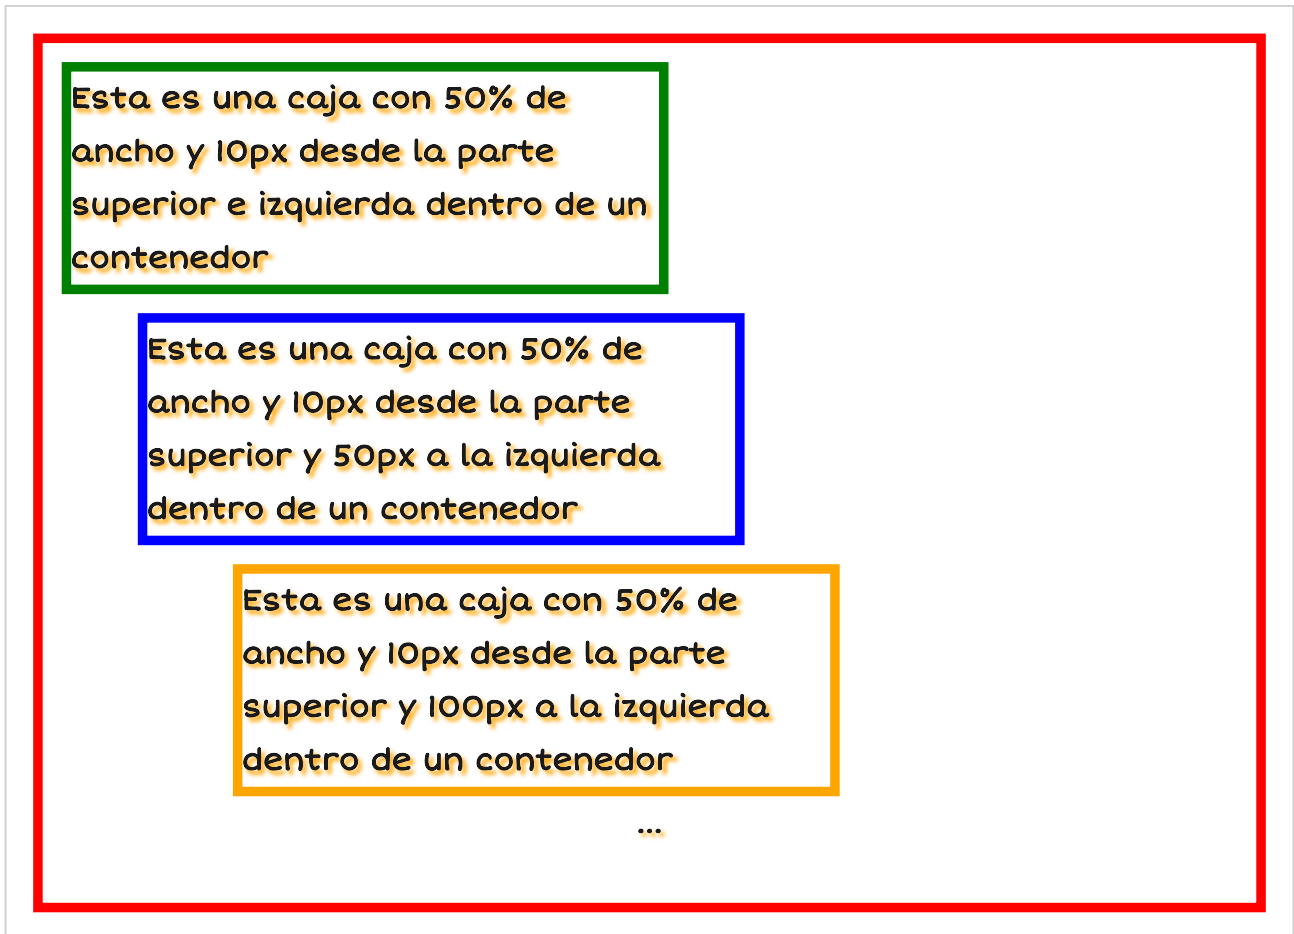 Esta es una caja con 50% de
ancho y 10px desde la parte
superior e izquierda dentro de un
contenedor
Esta es una caja con 50% de
ancho y 10px desde la parte
superior y 50px a la izquierda
dentro de un contenedor
Esta es una caja con 50% de
ancho y 10px desde la parte
superior y 100px a la izquierda
dentro de un contenedor
...